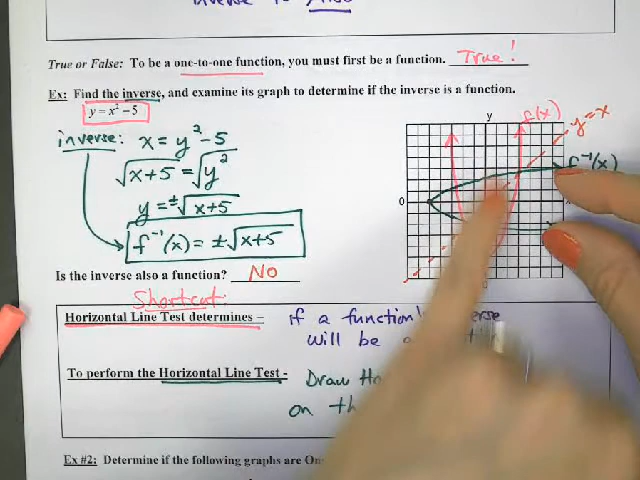 inverse is Also
True or False: To be a one-to-one function, you must first be a function. True!
Ex: Find the inverse, and examine its graph to determine if the inverse is a function.
y = x² − 5
inverse: x = y² − 5
√x+5 = √y²
y = ±√x+5
f⁻¹(x) = ±√x+5
y
f(x)
y = x
f⁻¹(x)
0
Is the inverse also a function? No
Shortcut:
Horizontal Line Test determines – if a function's
will be a
To perform the Horizontal Line Test - Draw
on
Ex #2: Determine if the following graphs are